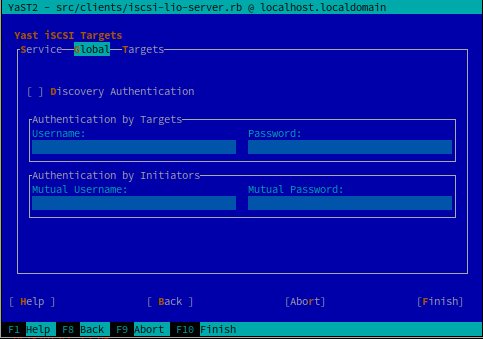 YaST2 - src/clients/iscsi-lio-server.rb @ localhost.localdomain
Yast iSCSI Targets
Service Global Targets
[ ] Discovery Authentication
Authentication by Targets
Username: Password:
Authentication by Initiators
Mutual Username: Mutual Password:
[ Help ] [ Back ] [Abort] [Finish]
F1 Help F8 Back F9 Abort F10 Finish